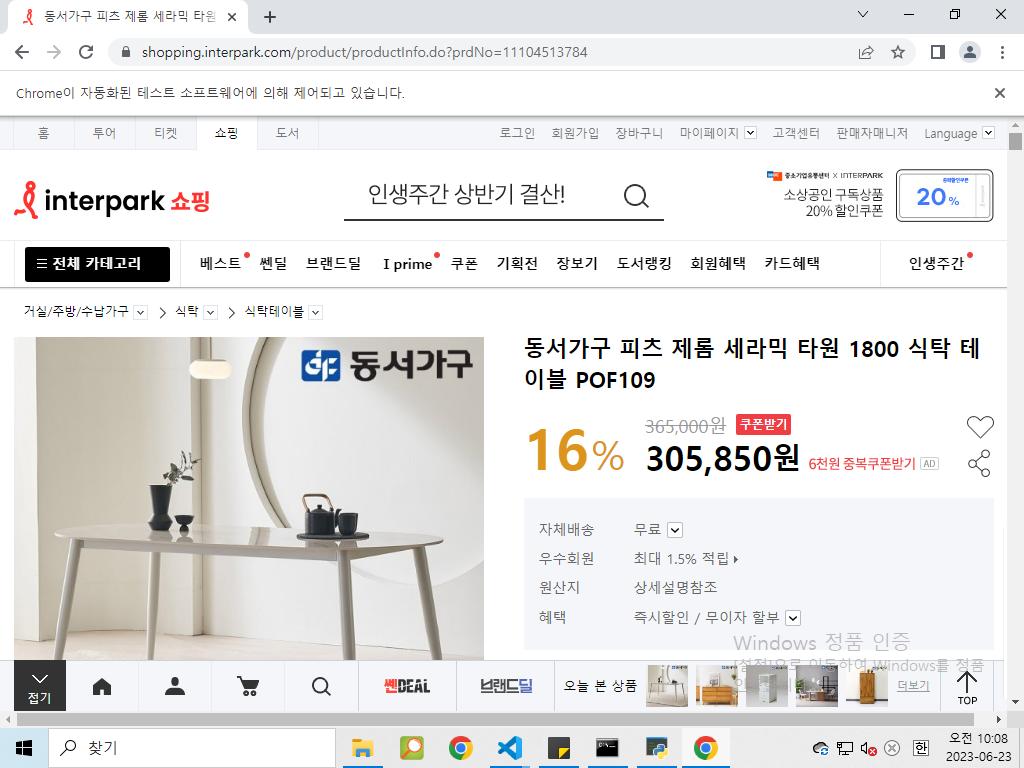 동서가구 피츠 제롬 세라믹 타원
shopping.interpark.com/product/productInfo.do?prdNo=11104513784
Chrome이 자동화된 테스트 소프트웨어에 의해 제어되고 있습니다.
홈 투어 티켓 쇼핑 도서 로그인 회원가입 장바구니 마이페이지 고객센터 판매자매니저 Language
interpark 쇼핑
인생주간 상반기 결산!
중소기업유통센터 X INTERPARK
소상공인 구독상품
20% 할인쿠폰
20%
전체 카테고리 베스트 쎈딜 브랜드딜 I prime 쿠폰 기획전 장보기 도서랭킹 회원혜택 카드혜택 인생주간
거실/주방/수납가구 식탁 식탁테이블
동서가구
동서가구 피츠 제롬 세라믹 타원 1800 식탁 테
이블 POF109
16%
365,000원 쿠폰받기
305,850원 6천원 중복쿠폰받기 AD
자체배송 무료
우수회원 최대 1.5% 적립
원산지 상세설명참조
혜택 즉시할인 / 무이자 할부
Windows 정품 인증
[설정]으로 이동하여 Windows를 정품
접기
쎈DEAL
브랜드딜
오늘 본 상품
더보기
TOP
찾기
한
오전 10:08
2023-06-23